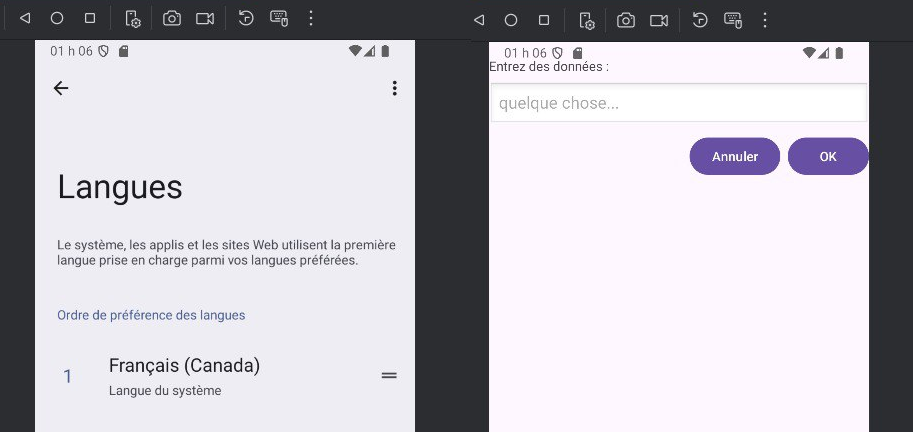 01 h 06
Langues
Le système, les applis et les sites Web utilisent la première
langue prise en charge parmi vos langues préférées.
Ordre de préférence des langues
1
Français (Canada)
Langue du système
01 h 06
Entrez des données :
quelque chose...
Annuler
OK